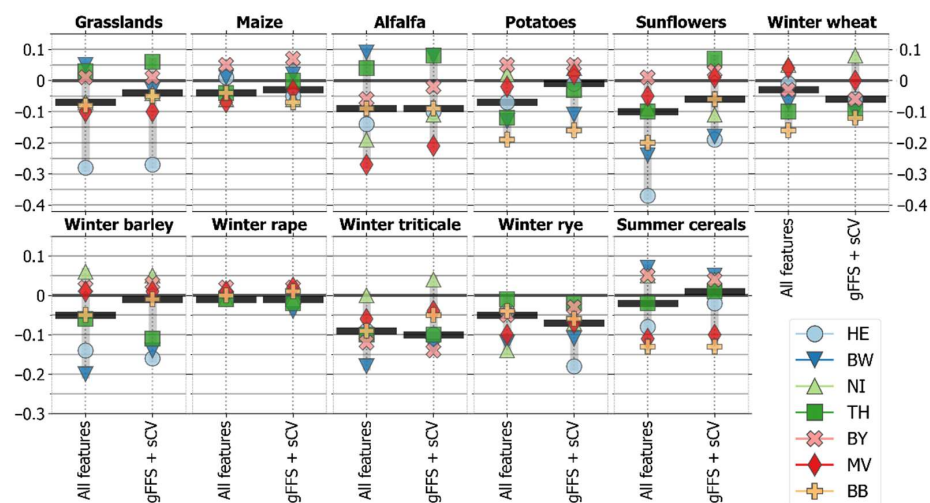 Grasslands Maize Alfalfa Potatoes Sunflowers Winter wheat
0.1 0.1
0 0
−0.1 −0.1
−0.2 −0.2
−0.3 −0.3
−0.4 −0.4
Winter barley Winter rape Winter triticale Winter rye Summer cereals
0.1
0
−0.1
−0.2
−0.3
All features
gFFS + sCV
All features
gFFS + sCV
All features
gFFS + sCV
All features
gFFS + sCV
All features
gFFS + sCV
All features
gFFS + sCV
HE
BW
NI
TH
BY
MV
BB